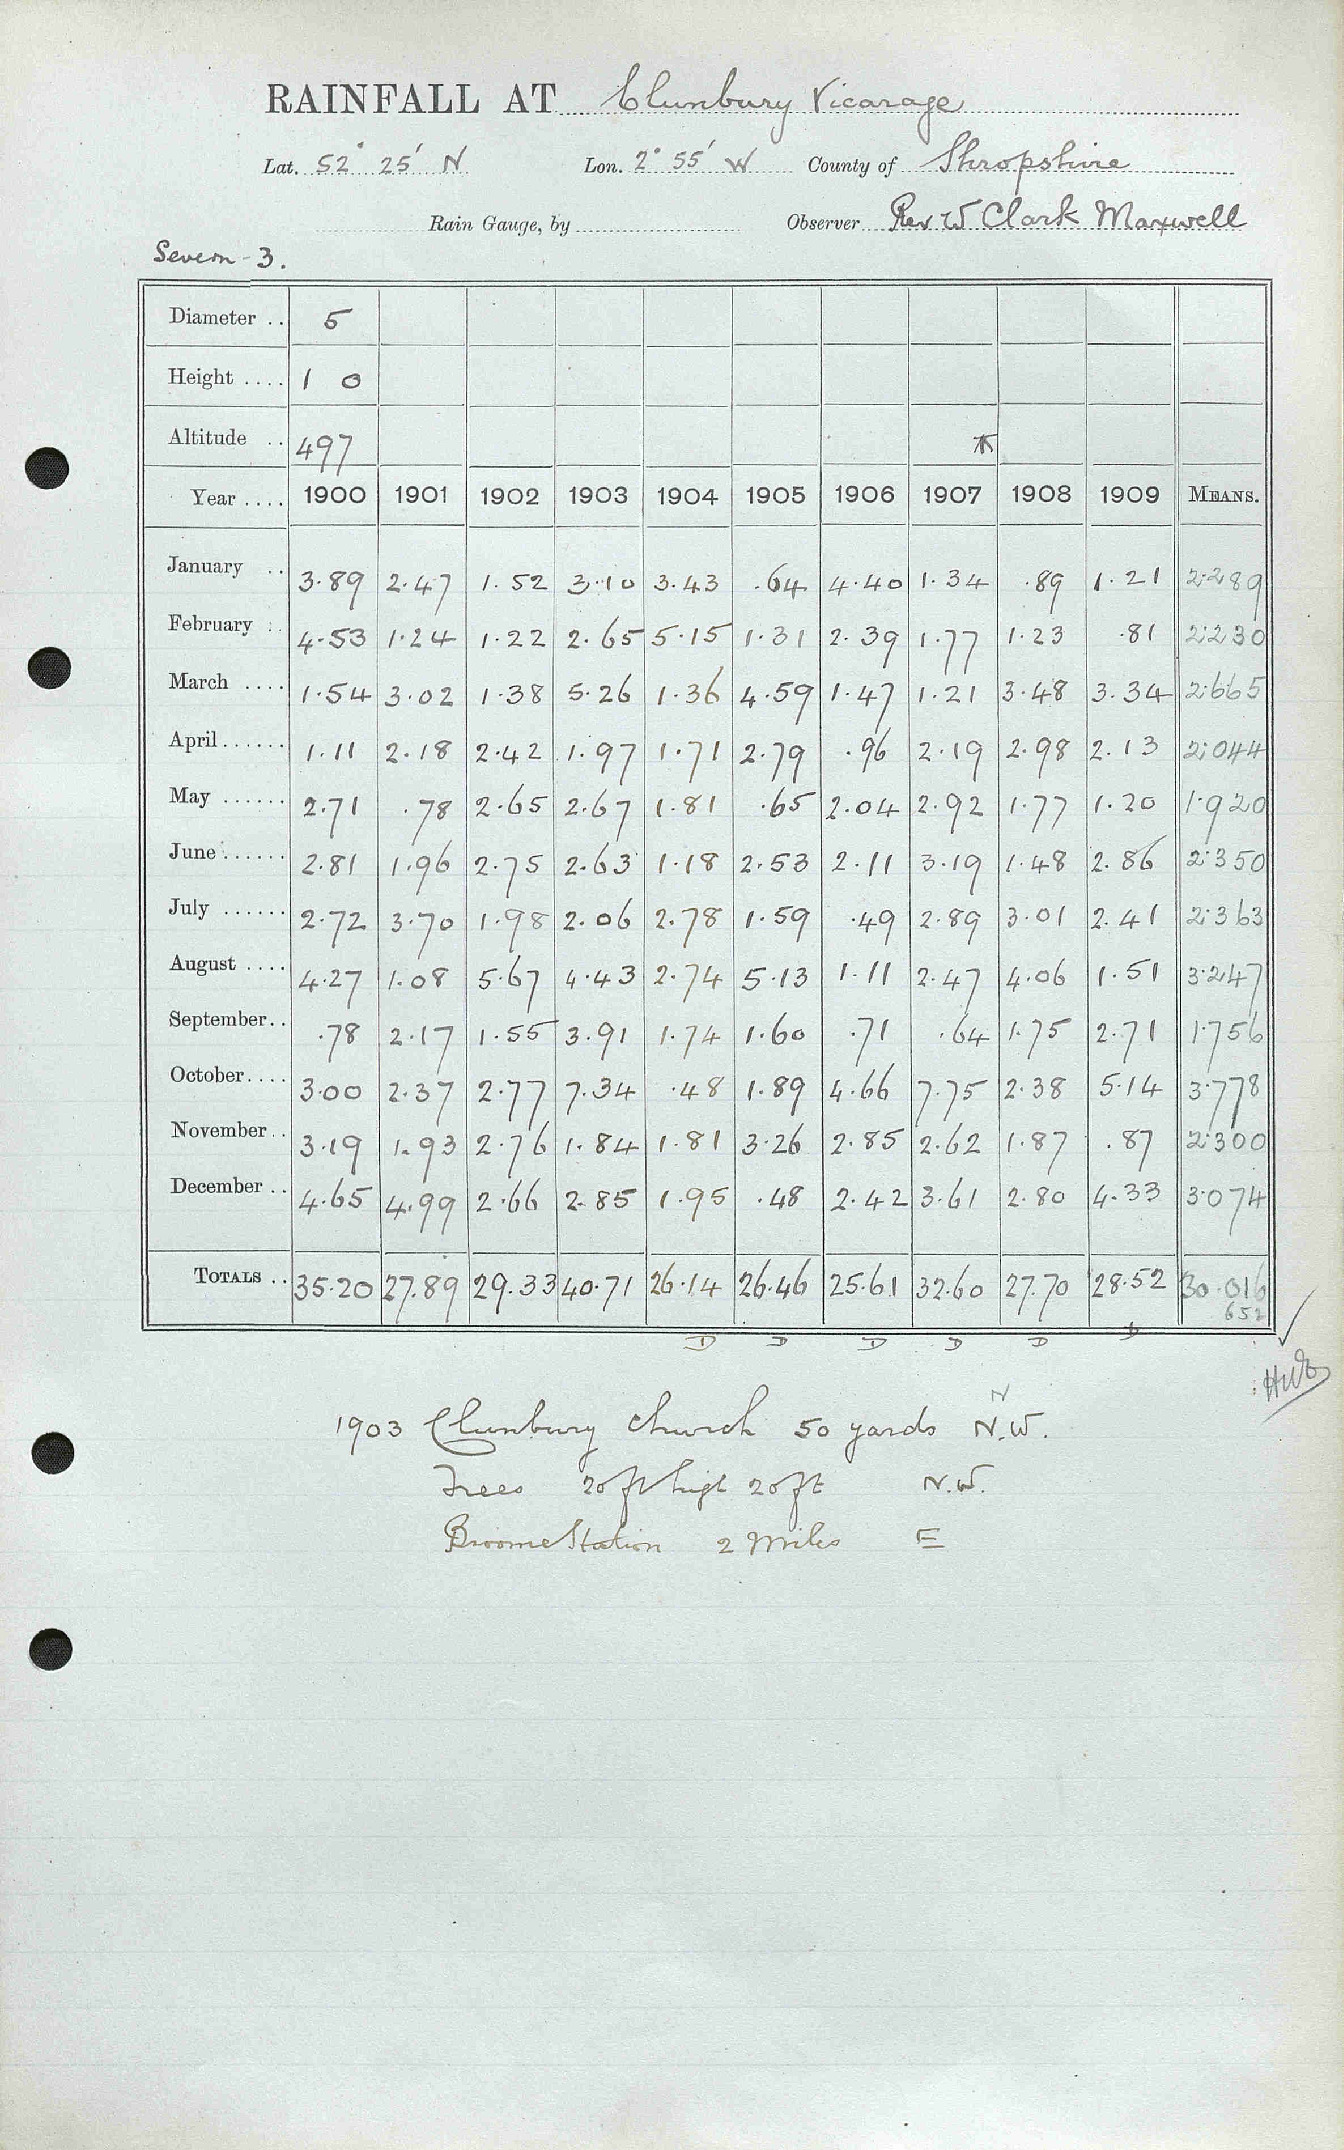 RAINFALL AT Clunbury Vicarage
Lat. 52° 25' N Lon. 2° 55' W County of Shropshire
Rain Gauge, by Observer Rev W Clark Maxwell
Severn - 3.
Diameter .. 5
Height .... 1 0
Altitude .. 497
Year .... 1900 1901 1902 1903 1904 1905 1906 1907 1908 1909 MEANS.
January .. 3.89 2.47 1.52 3.10 3.43 .64 4.40 1.34 .89 1.21 2.289
February .. 4.53 1.24 1.22 2.65 5.15 1.31 2.39 1.77 1.23 .81 2.230
March .... 1.54 3.02 1.38 5.26 1.36 4.59 1.47 1.21 3.48 3.34 2.665
April ...... 1.11 2.18 2.42 1.97 1.71 2.79 .96 2.19 2.98 2.13 2.044
May ...... 2.71 .78 2.65 2.67 1.81 .65 2.04 2.92 1.77 1.20 1.920
June ...... 2.81 1.96 2.75 2.63 1.18 2.53 2.11 3.19 1.48 2.86 2.350
July ...... 2.72 3.70 1.98 2.06 2.78 1.59 .49 2.89 3.01 2.41 2.363
August .... 4.27 1.08 5.67 4.43 2.74 5.13 1.11 2.47 4.06 1.51 3.247
September .. .78 2.17 1.55 3.91 1.74 1.60 .71 .64 1.75 2.71 1.756
October .... 3.00 2.37 2.77 7.34 .48 1.89 4.66 7.75 2.38 5.14 3.778
November .. 3.19 1.93 2.76 1.84 1.81 3.26 2.85 2.62 1.87 .87 2.300
December .. 4.65 4.99 2.66 2.85 1.95 .48 2.42 3.61 2.80 4.33 3.074
TOTALS .. 35.20 27.89 29.33 40.71 26.14 26.46 25.61 32.60 27.70 28.52 30.016
652
D D D D D D
N
1903 Clunbury Church 50 yards N.W.
Trees 20 ft high 20 ft N.W.
Broome Station 2 Miles E